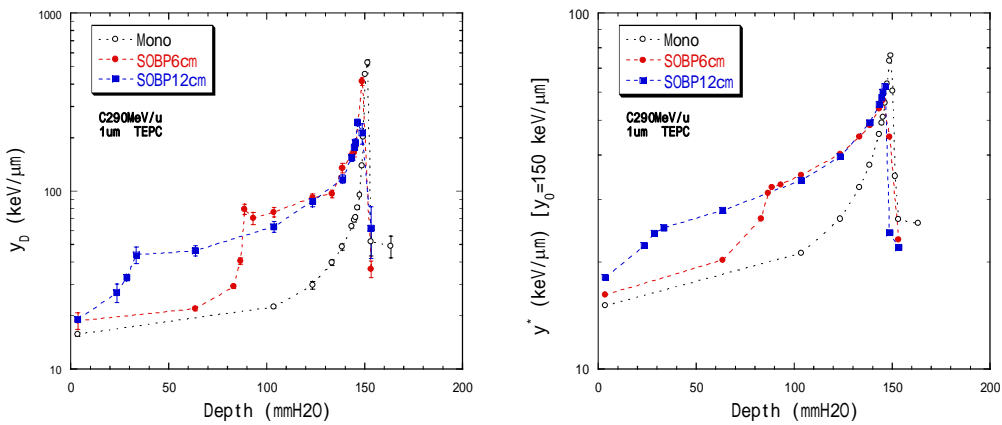 1000
100
10
y_D (keV/μm)
Mono
SOBP6cm
SOBP12cm
C290MeV/u
1um TEPC
0 50 100 150 200
Depth (mmH2O)
100
10
y* (keV/μm) [y_0=150 keV/μm]
Mono
SOBP6cm
SOBP12cm
C290MeV/u
1um TEPC
0 50 100 150 200
Depth (mmH2O)